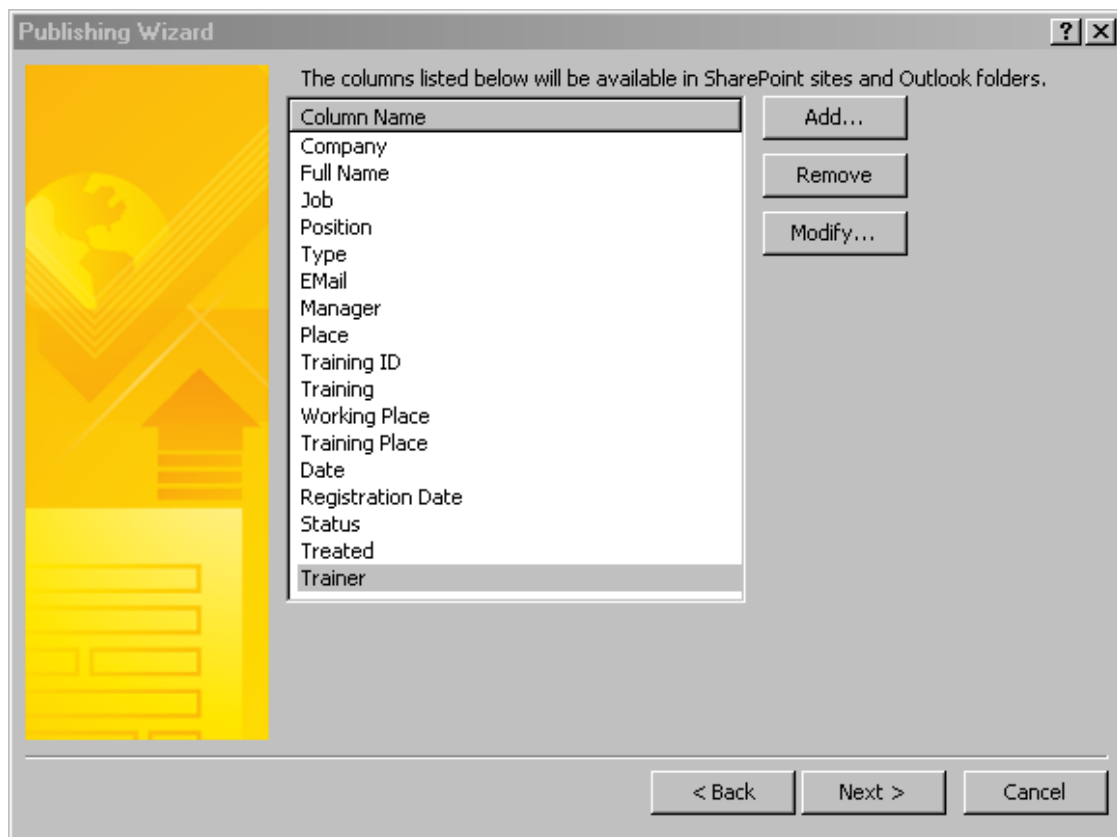 Publishing Wizard
? X
The columns listed below will be available in SharePoint sites and Outlook folders.
Column Name
Company
Full Name
Job
Position
Type
EMail
Manager
Place
Training ID
Training
Working Place
Training Place
Date
Registration Date
Status
Treated
Trainer
Add...
Remove
Modify...
< Back Next > Cancel